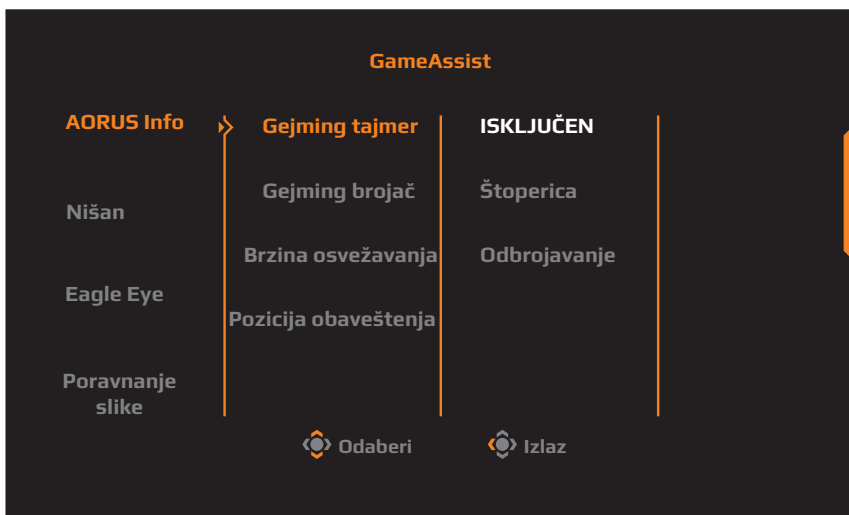 GameAssist
AORUS Info
Gejming tajmer
ISKLJUČEN
Nišan
Gejming brojač
Štoperica
Brzina osvežavanja
Odbrojavanje
Eagle Eye
Pozicija obaveštenja
Poravnanje
slike
Odaberi
Izlaz